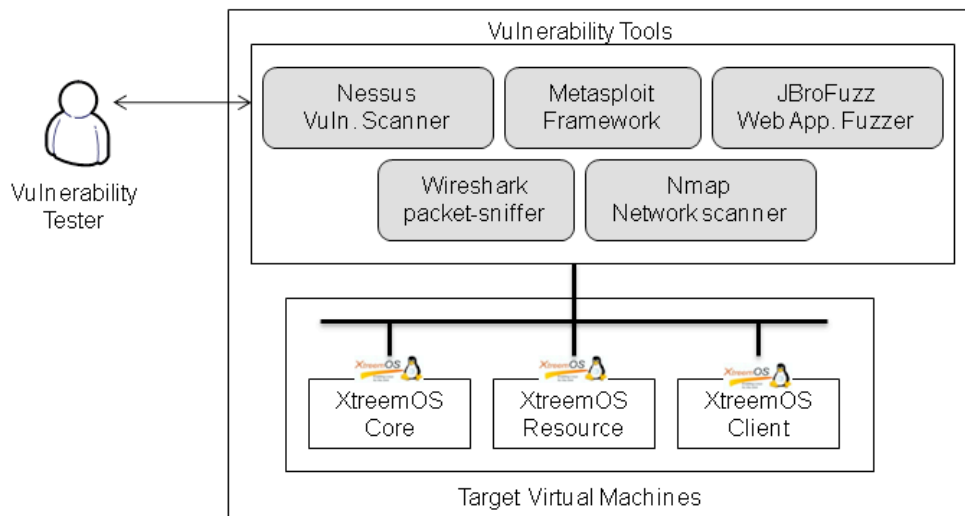 Vulnerability Tools
Nessus
Vuln. Scanner
Metasploit
Framework
JBroFuzz
Web App. Fuzzer
Wireshark
packet-sniffer
Nmap
Network scanner
Vulnerability
Tester
XtreemOS
XtreemOS
XtreemOS
XtreemOS
Core
XtreemOS
Resource
XtreemOS
Client
Target Virtual Machines